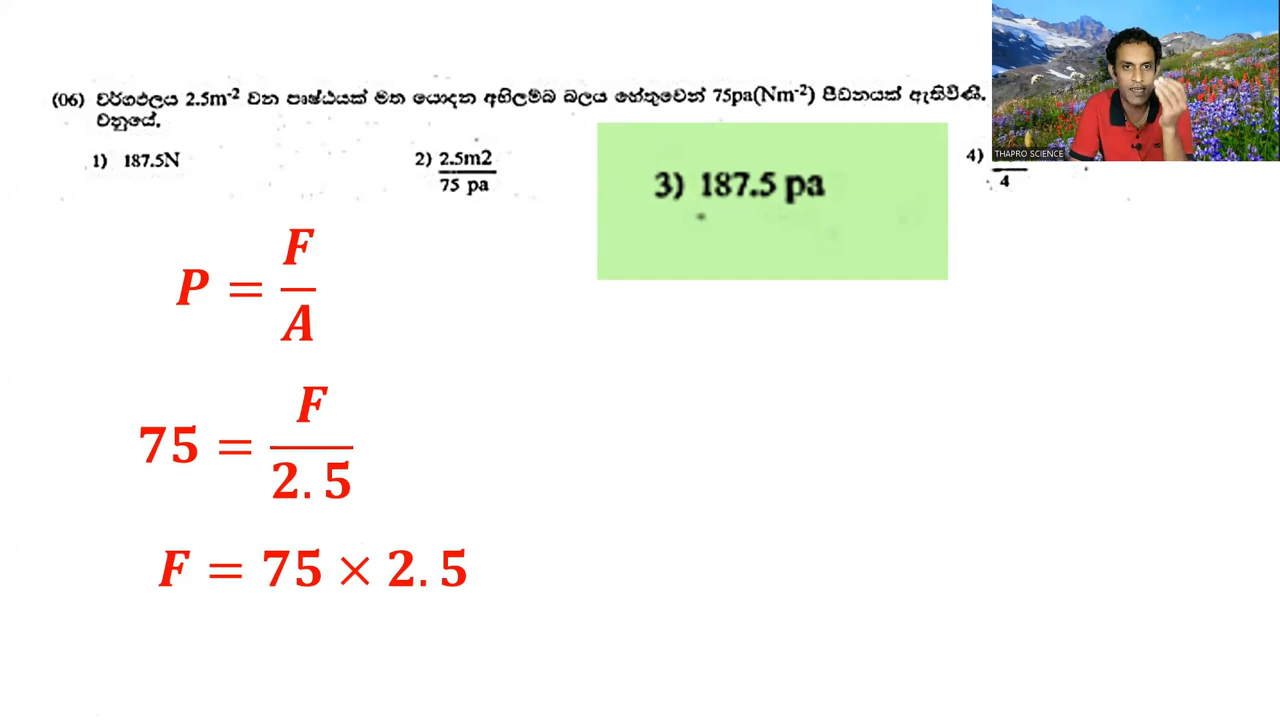 (06) වර්ගඵලය 2.5m⁻² වන පෘෂ්ඨයක් මත යොදන අභිලම්බ බලය හේතුවෙන් 75pa(Nm⁻²) පීඩනයක් ඇතිවිණි.
වනුයේ.
1) 187.5N
2) 2.5m2
75 pa
3) 187.5 pa
4)
4
THAPRO SCIENCE
P = F/A
75 = F/2.5
F = 75 × 2.5